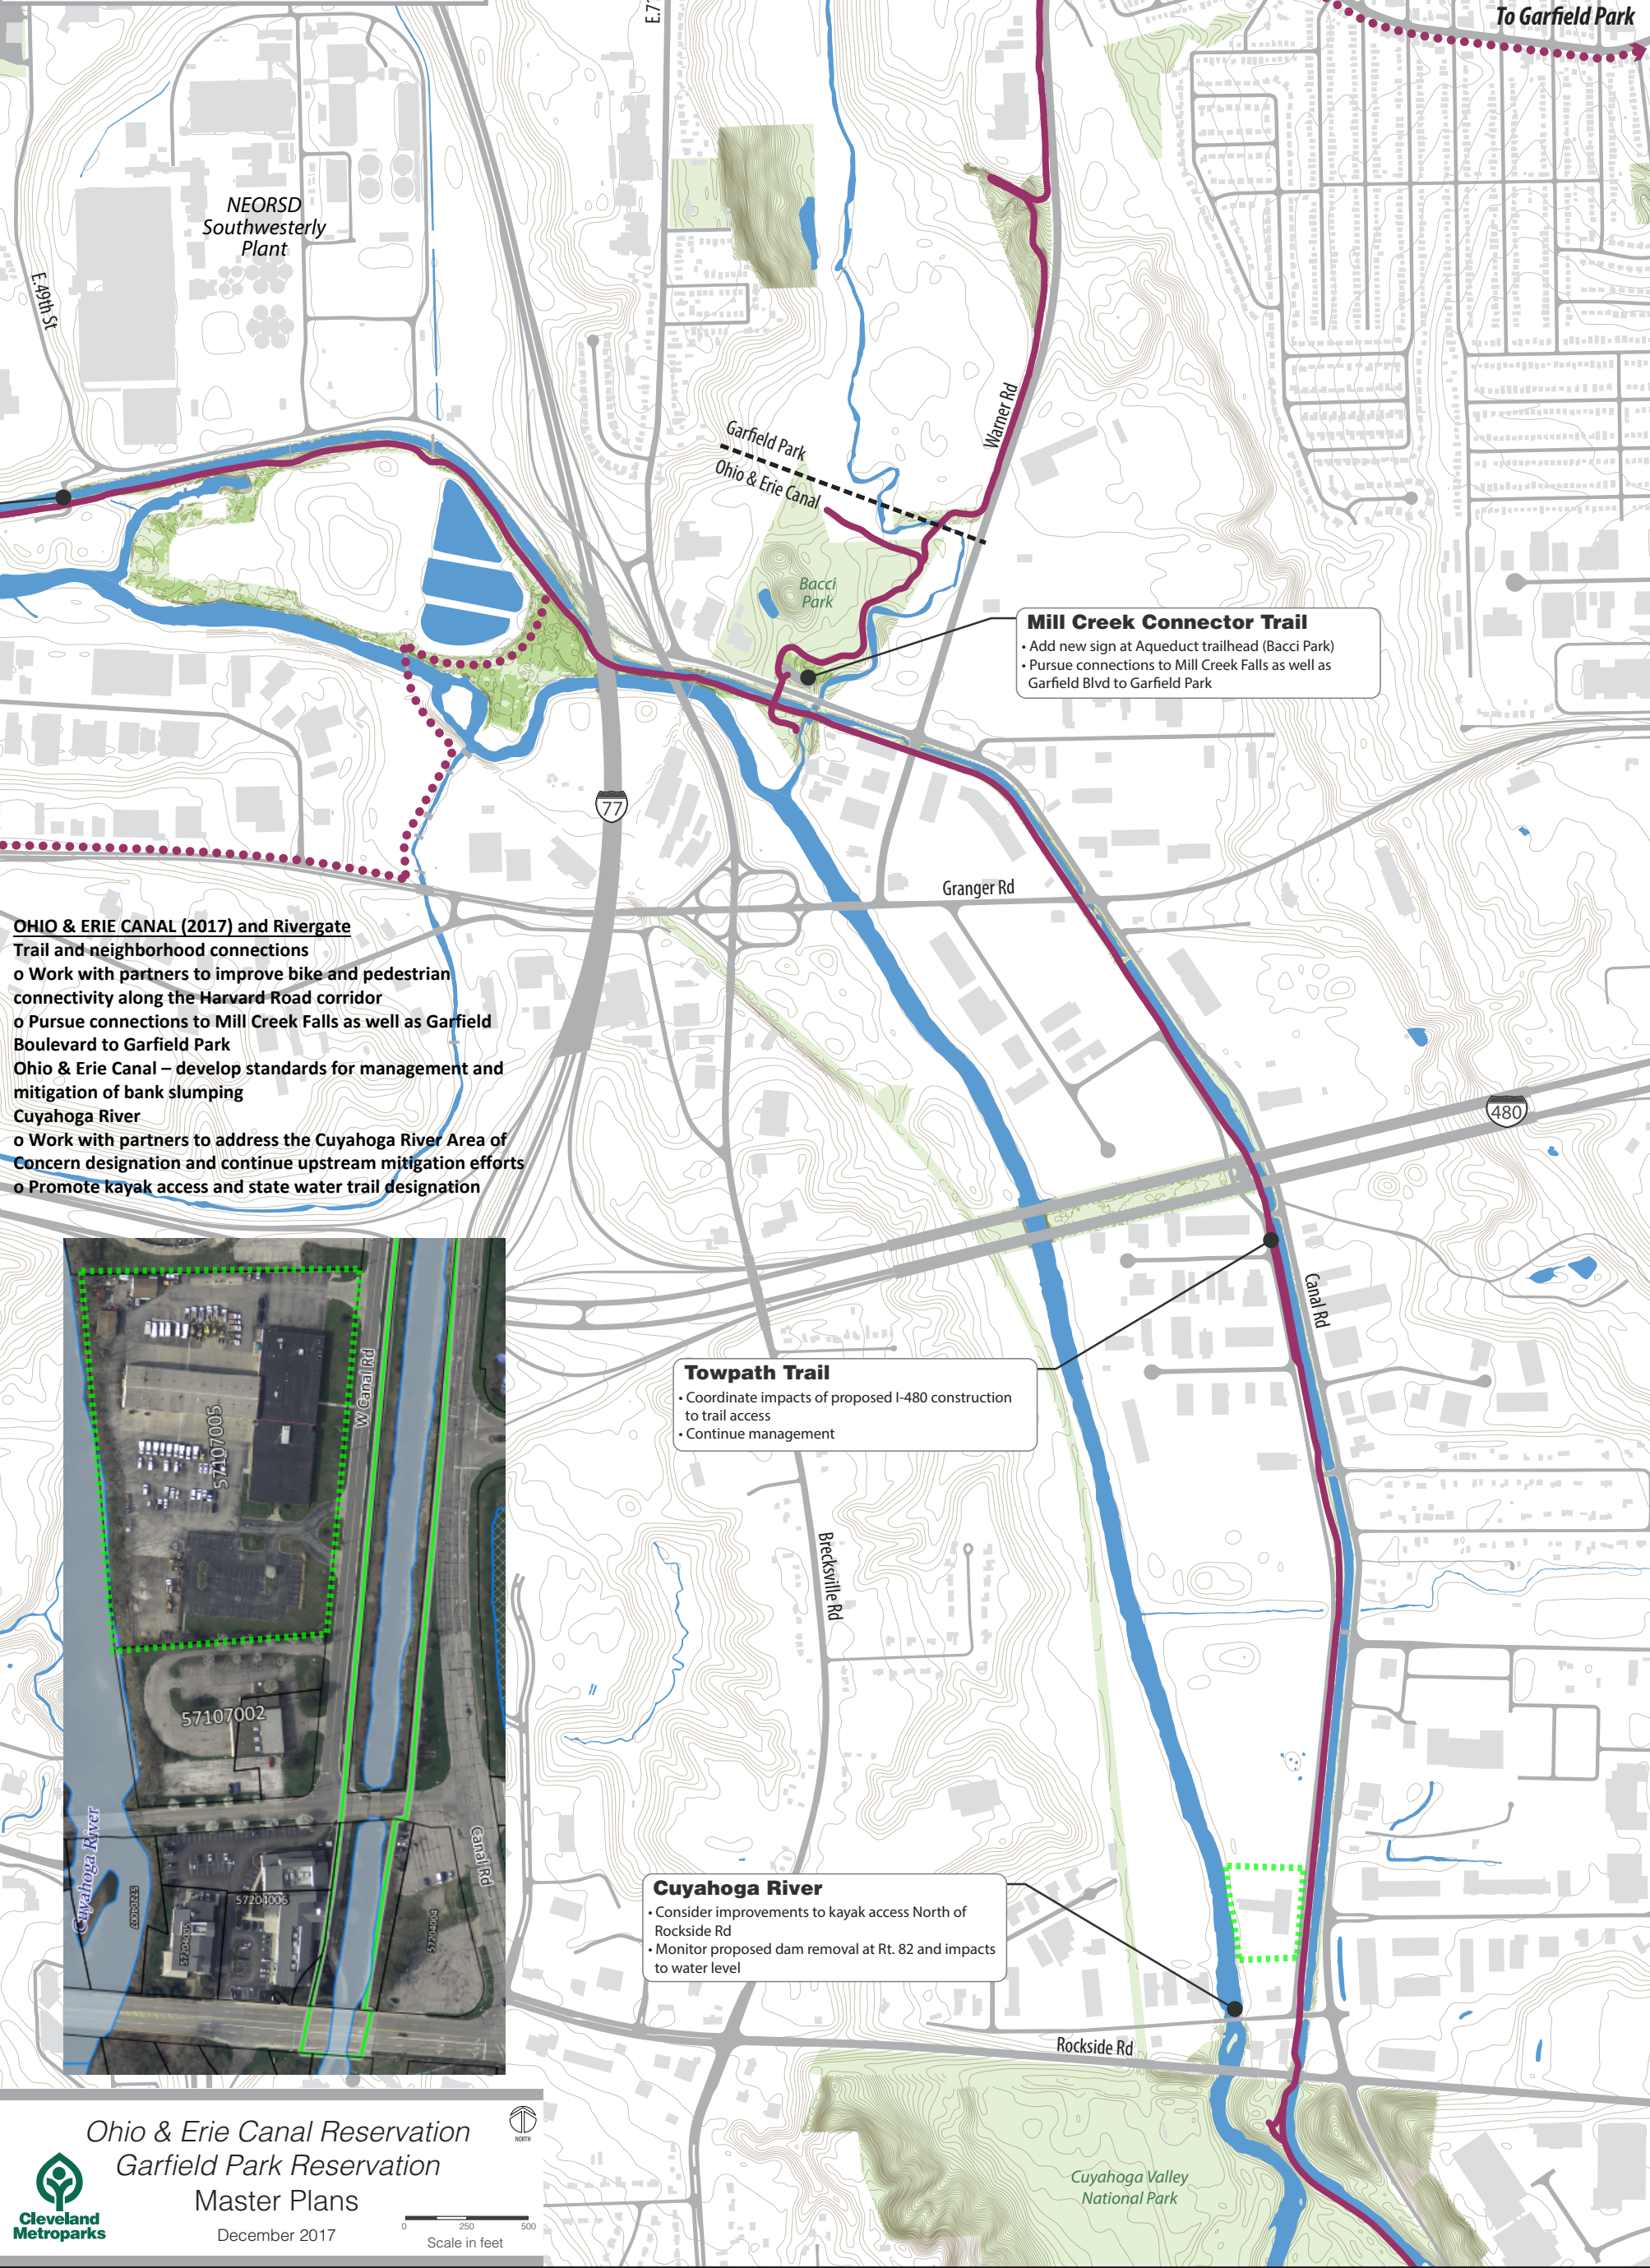 To Garfield Park
NEORSD
Southwesterly
Plant
E.49th St
Warner Rd
Garfield Park
Ohio & Erie Canal
Bacci
Park
Mill Creek Connector Trail
• Add new sign at Aqueduct trailhead (Bacci Park)
• Pursue connections to Mill Creek Falls as well as
Garfield Blvd to Garfield Park
77
Granger Rd
OHIO & ERIE CANAL (2017) and Rivergate
Trail and neighborhood connections
o Work with partners to improve bike and pedestrian
connectivity along the Harvard Road corridor
o Pursue connections to Mill Creek Falls as well as Garfield
Boulevard to Garfield Park
Ohio & Erie Canal – develop standards for management and
mitigation of bank slumping
Cuyahoga River
o Work with partners to address the Cuyahoga River Area of
Concern designation and continue upstream mitigation efforts
o Promote kayak access and state water trail designation
480
Canal Rd
W Canal Rd
57107005
57107002
Cuyahoga River
57204006
Canal Rd
Towpath Trail
• Coordinate impacts of proposed I-480 construction
to trail access
• Continue management
Brecksville Rd
Cuyahoga River
• Consider improvements to kayak access North of
Rockside Rd
• Monitor proposed dam removal at Rt. 82 and impacts
to water level
Rockside Rd
Cuyahoga Valley
National Park
Ohio & Erie Canal Reservation
Garfield Park Reservation
Master Plans
December 2017
NORTH
Cleveland
Metroparks
0 250 500
Scale in feet